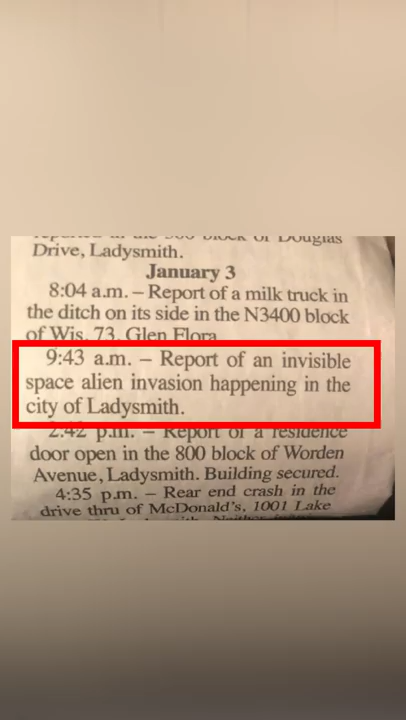 Douglas
Drive, Ladysmith.
January 3
8:04 a.m. – Report of a milk truck in
the ditch on its side in the N3400 block
of Wis. 73, Glen Flora.
9:43 a.m. – Report of an invisible
space alien invasion happening in the
city of Ladysmith.
2:42 p.m. – Report of a residence
door open in the 800 block of Worden
Avenue, Ladysmith. Building secured.
4:35 p.m. – Rear end crash in the
drive thru of McDonald's, 1001 Lake